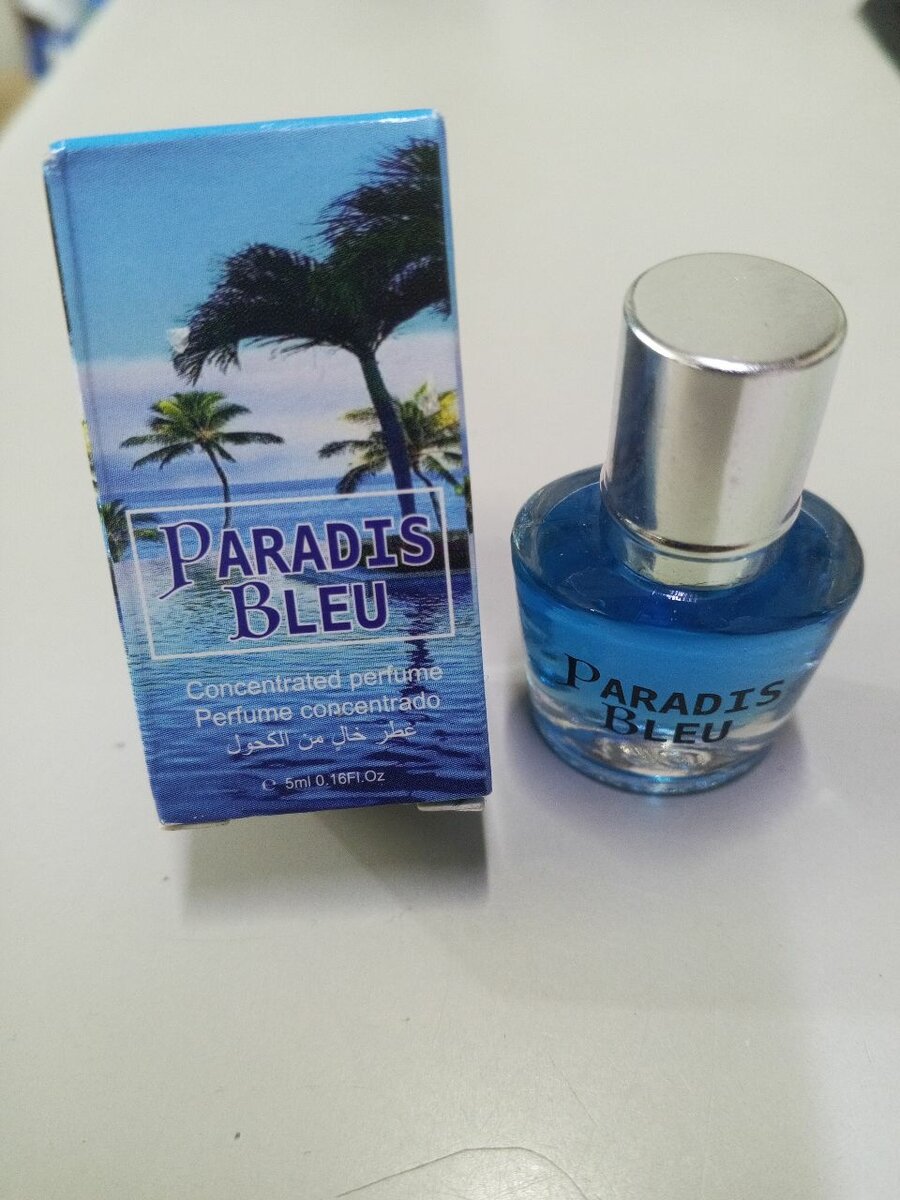 PARADIS
BLEU
Concentrated perfume
Perfume concentrado
عطر خالٍ من الكحول
℮ 5ml 0.16Fl.Oz
PARADIS
BLEU